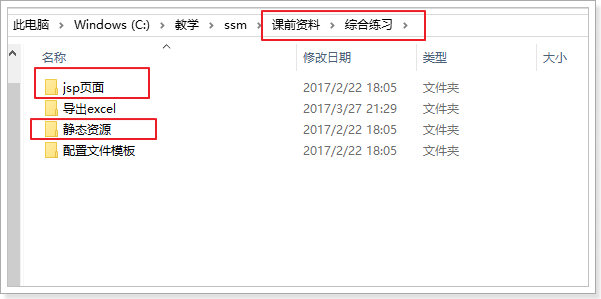 此电脑 › Windows (C:) › 教学 › ssm › 课前资料 › 综合练习 ›
名称 修改日期 类型 大小
jsp页面 2017/2/22 18:05 文件夹
导出excel 2017/3/27 21:29 文件夹
静态资源 2017/2/22 18:05 文件夹
配置文件模板 2017/2/22 18:05 文件夹